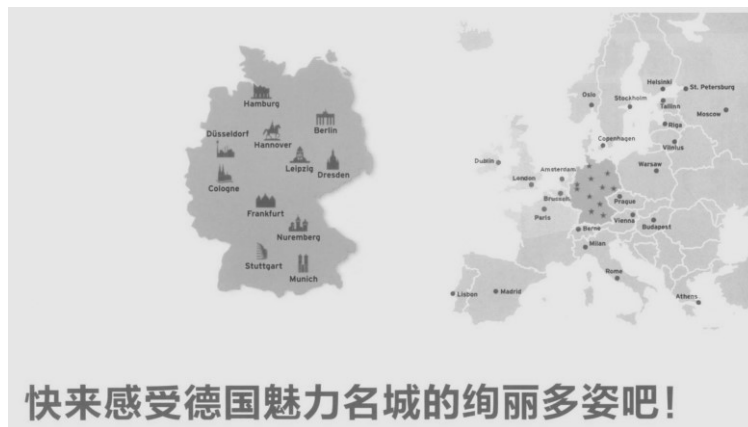 Hamburg
Berlin
Düsseldorf
Hannover
Leipzig
Dresden
Cologne
Frankfurt
Nuremberg
Stuttgart
Munich
Helsinki
St. Petersburg
Oslo
Stockholm
Tallon
Moscow
Riga
Copenhagen
Vilnius
Dublin
Amsterdam
Warsaw
London
Brussels
Prague
Paris
Vienna
Budapest
Berne
Milan
Rome
Lisbon
Madrid
Athens
快来感受德国魅力名城的绚丽多姿吧!